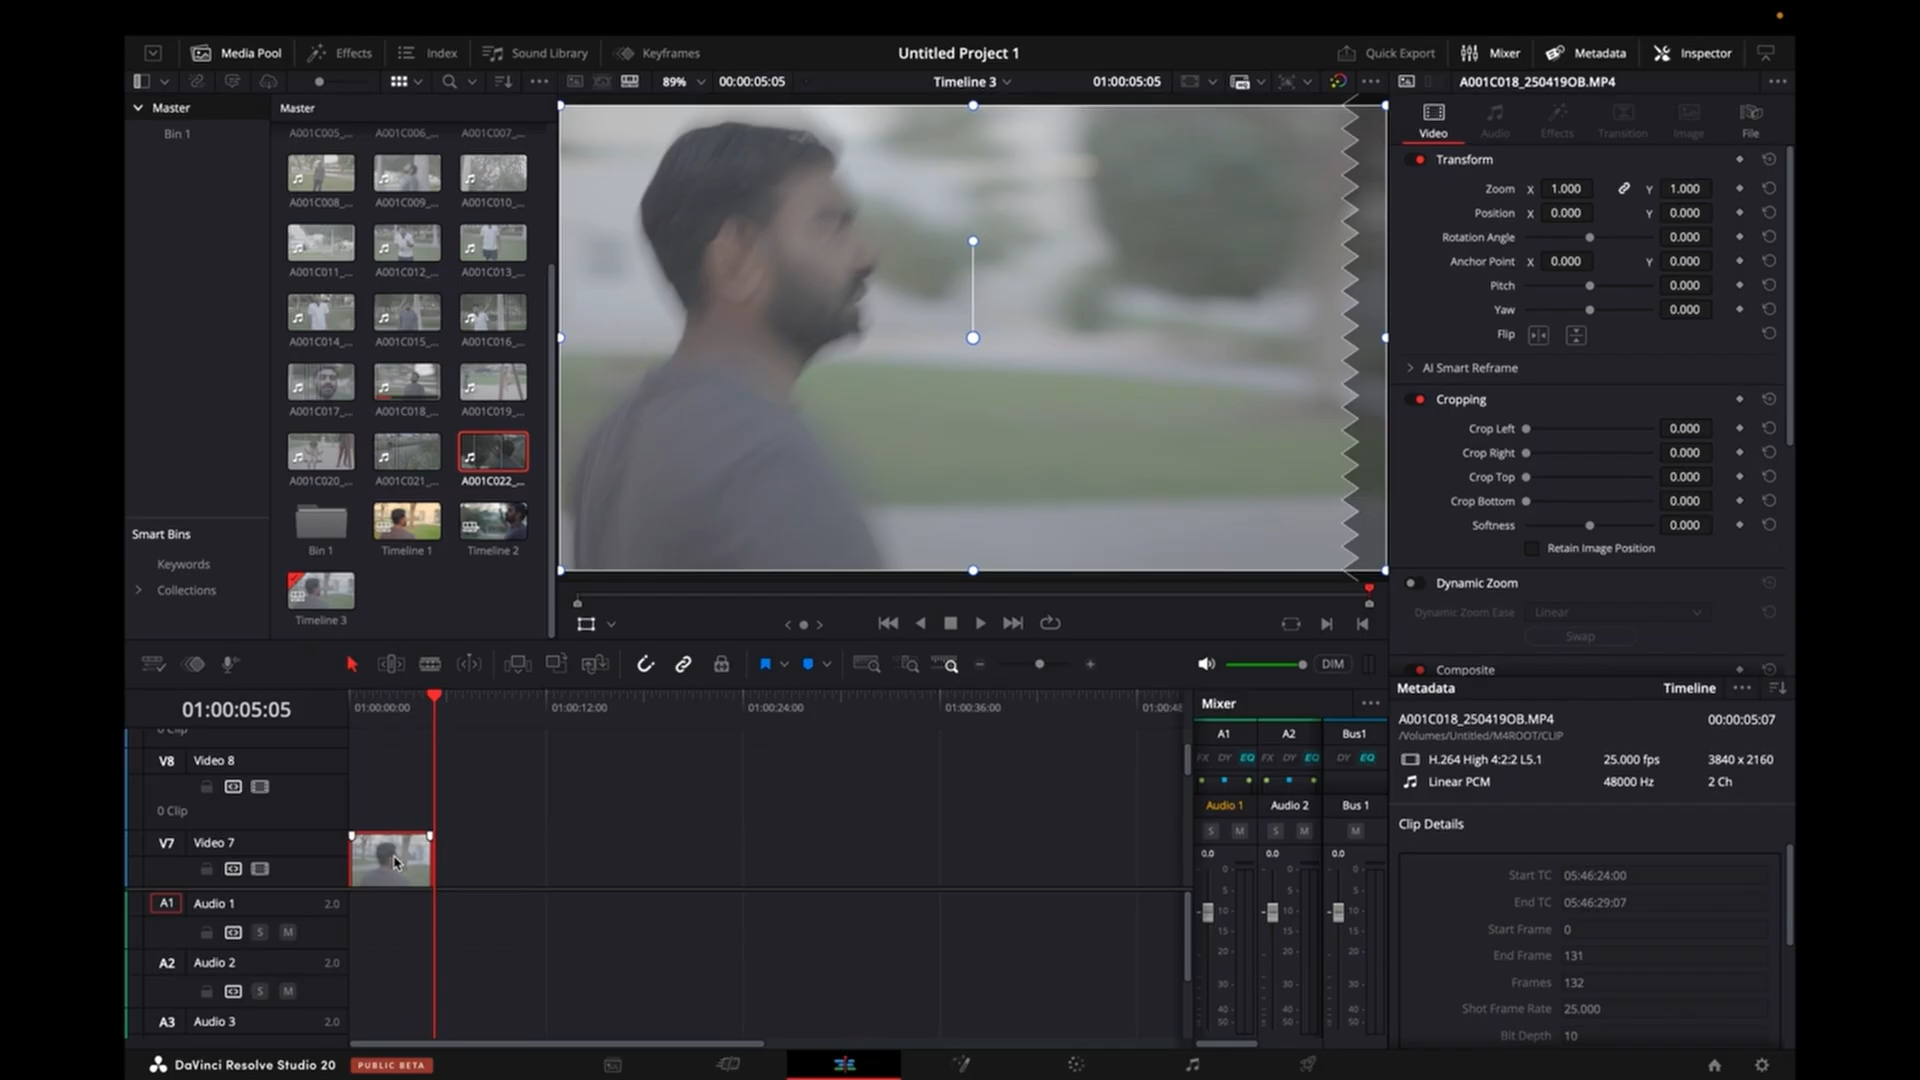 Media Pool
Effects
Index
Sound Library
Keyframes
Untitled Project 1
Quick Export
Mixer
Metadata
Inspector
89%
00:00:05:05
Timeline 3
01:00:05:05
A001C018_250419OB.MP4
Master
Bin 1
Master
A001C005_... A001C006_... A001C007_...
A001C008_... A001C009_... A001C010_...
A001C011_... A001C012_... A001C013_...
A001C014_... A001C015_... A001C016_...
A001C017_... A001C018_... A001C019_...
A001C020_... A001C021_... A001C022_...
Bin 1 Timeline 1 Timeline 2
Timeline 3
Smart Bins
Keywords
Collections
Video Audio Effects Transition Image File
Transform
Zoom X 1.000 Y 1.000
Position X 0.000 Y 0.000
Rotation Angle 0.000
Anchor Point X 0.000 Y 0.000
Pitch 0.000
Yaw 0.000
Flip
AI Smart Reframe
Cropping
Crop Left 0.000
Crop Right 0.000
Crop Top 0.000
Crop Bottom 0.000
Softness 0.000
Retain Image Position
Dynamic Zoom
Dynamic Zoom Ease Linear
Swap
Composite
DIM
01:00:05:05
01:00:00:00 01:00:12:00 01:00:24:00 01:00:36:00 01:00:48
0 Clip
V8 Video 8
0 Clip
V7 Video 7
A1 Audio 1 2.0
S M
A2 Audio 2 2.0
S M
A3 Audio 3 2.0
Mixer
A1 A2 Bus1
FX DY EQ FX DY EQ DY EQ
Audio 1 Audio 2 Bus 1
S M S M M
0.0 0.0 0.0
0 0 0
5 5 5
10 10 10
15 15 15
20 20 20
30 30 30
40 40 40
50 50 50
Metadata
Timeline
A001C018_250419OB.MP4 00:00:05:07
/Volumes/Untitled/M4ROOT/CLIP
H.264 High 4:2:2 L5.1 25.000 fps 3840 x 2160
Linear PCM 48000 Hz 2 Ch
Clip Details
Start TC 05:46:24:00
End TC 05:46:29:07
Start Frame 0
End Frame 131
Frames 132
Shot Frame Rate 25.000
Bit Depth 10
DaVinci Resolve Studio 20
PUBLIC BETA